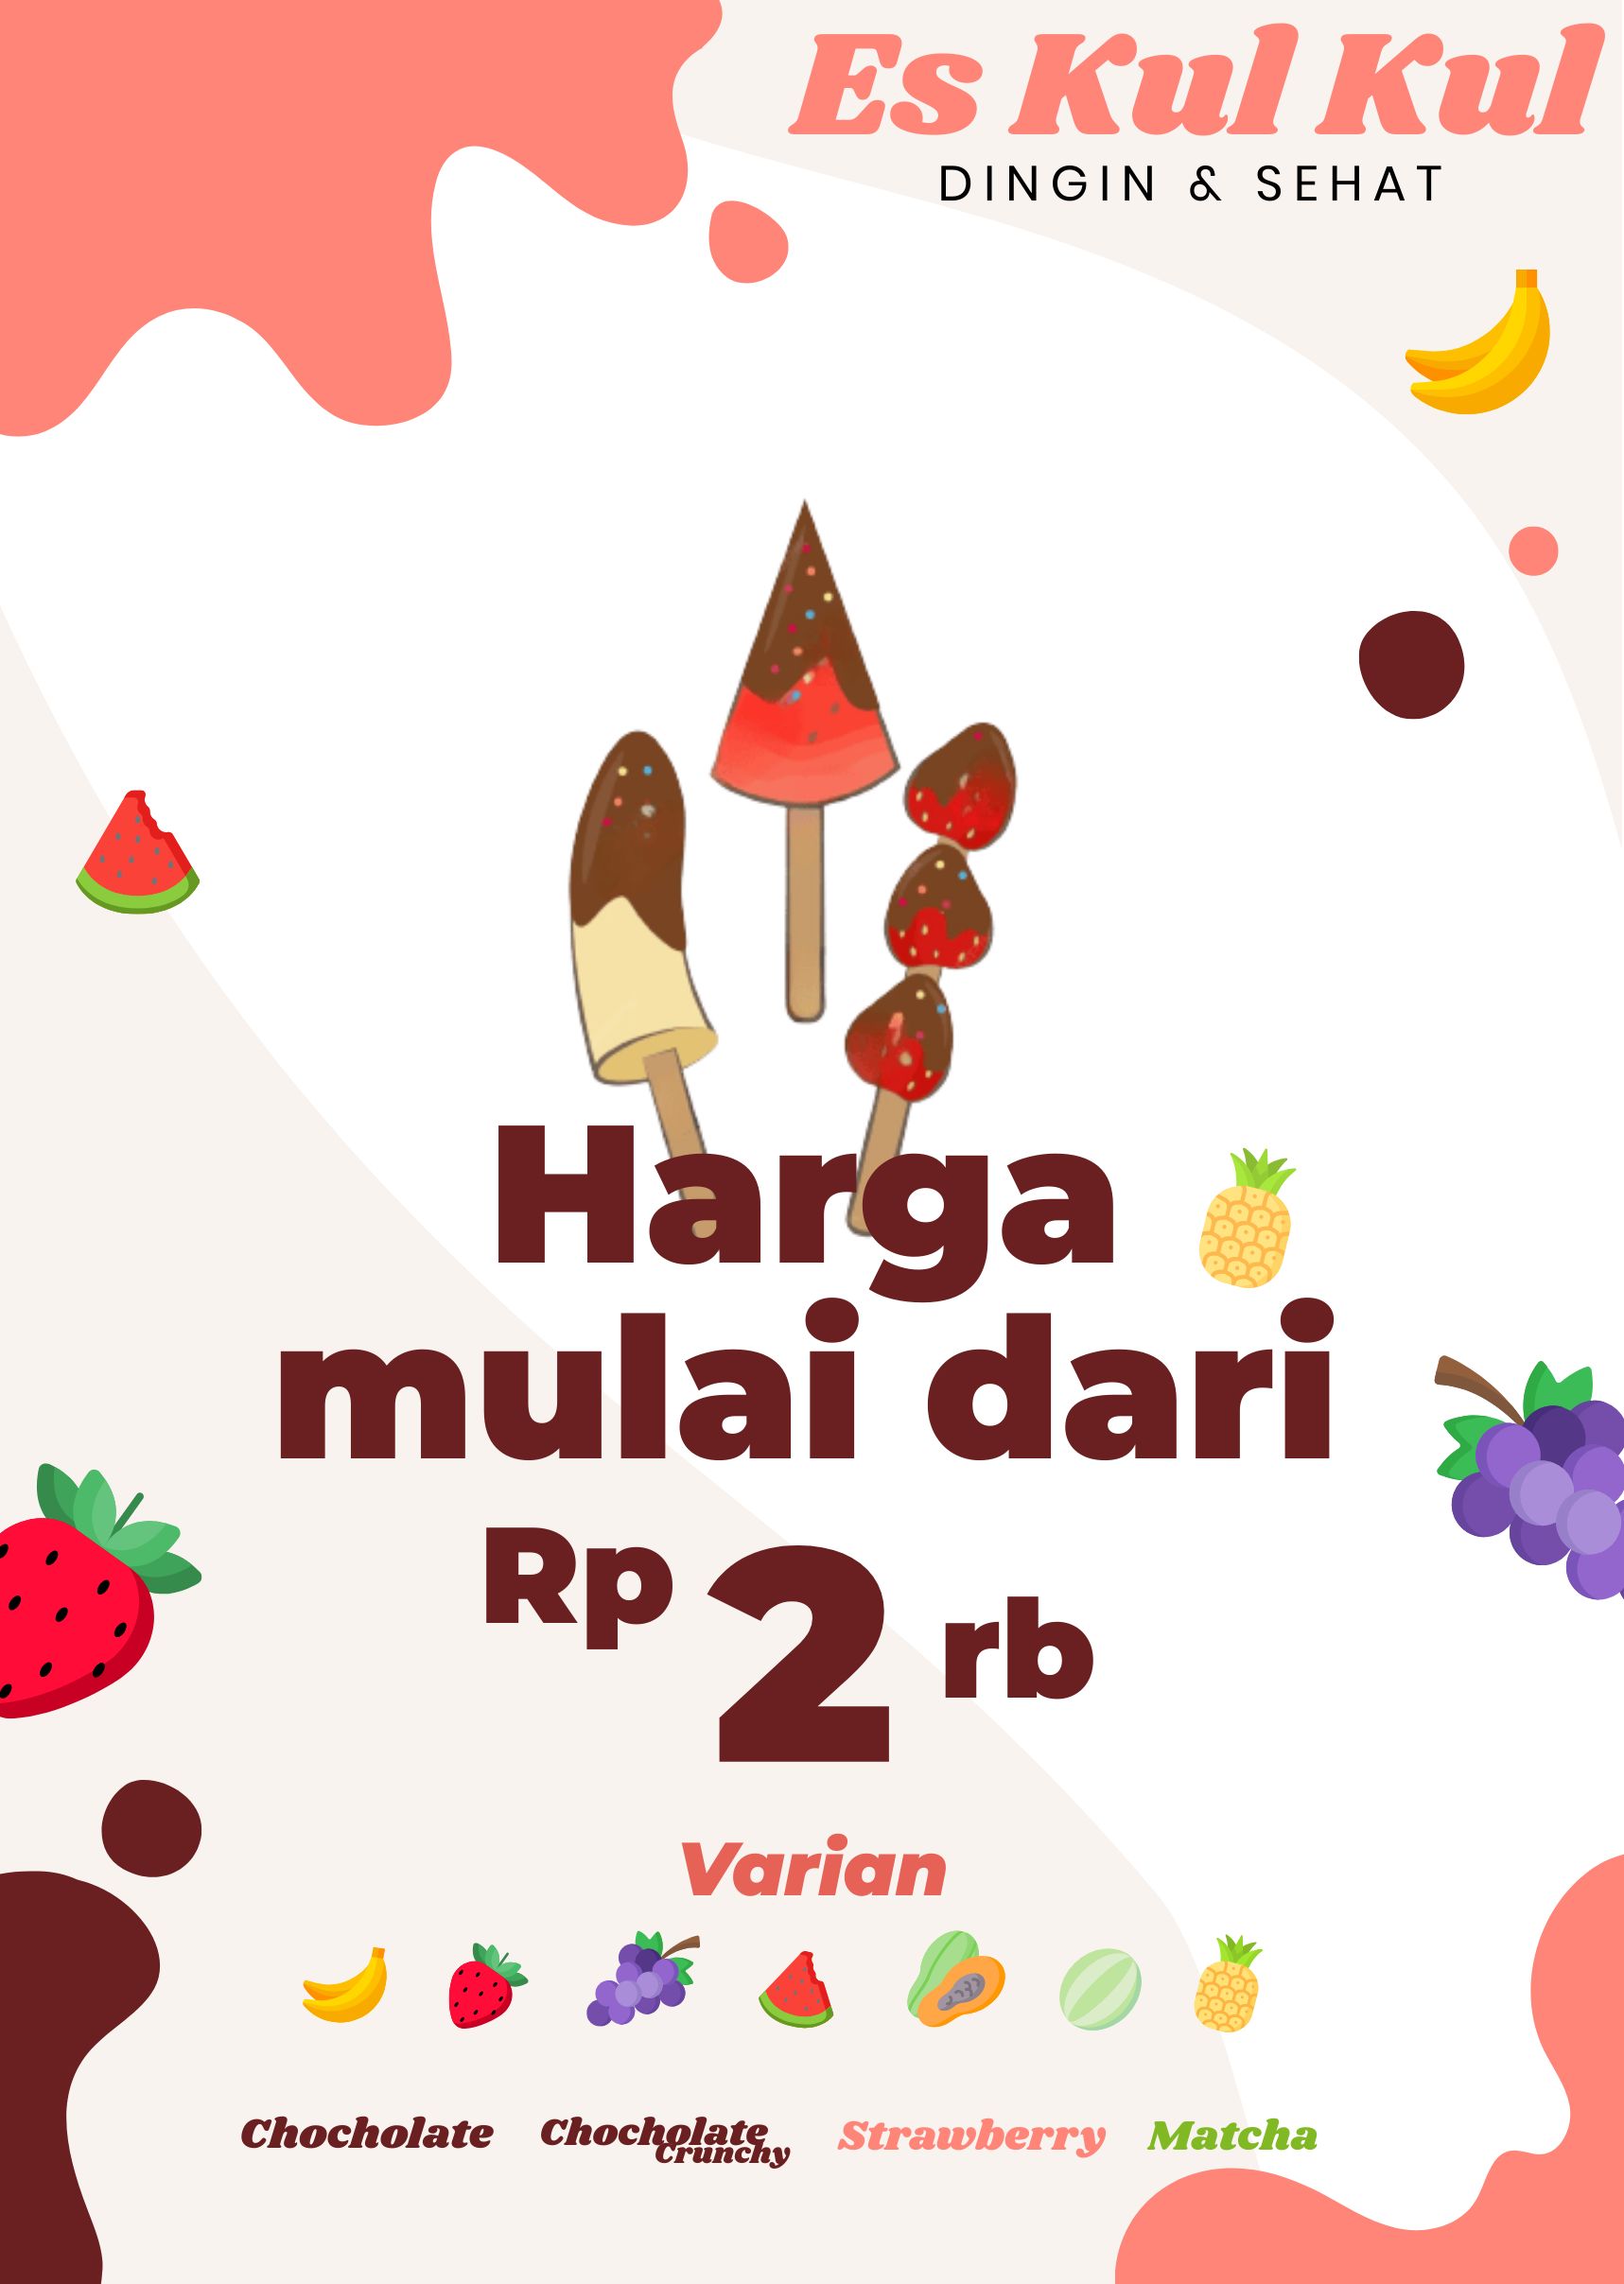 Es Kul Kul
DINGIN & SEHAT
Harga
mulai dari
Rp 2 rb
Varian
Chocholate
Chocholate
Crunchy
Strawberry
Matcha